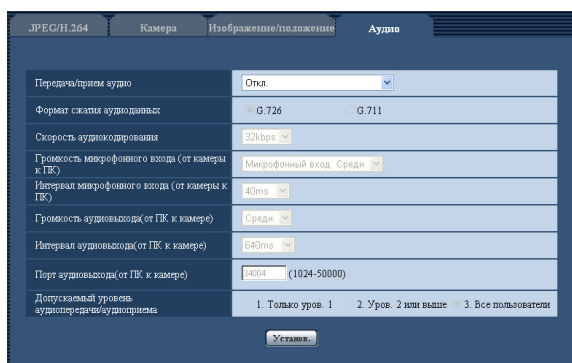 JPEG/H.264 Камера Изображение/положение Аудио
Передача/прием аудио Откл.
Формат сжатия аудиоданных G.726 G.711
Скорость аудиокодирования 32kbps
Громкость микрофонного входа (от камеры
к ПК) Микрофонный вход Средн.
Интервал микрофонного входа (от камеры к
ПК) 40ms
Громкость аудиовыхода(от ПК к камере) Средн.
Интервал аудиовыхода(от ПК к камере) 640ms
Порт аудиовыхода(от ПК к камере) 34004 (1024-50000)
Допускаемый уровень
аудиопередачи/аудиоприема 1. Только уров. 1 2. Уров. 2 или выше 3. Все пользователи
Установ.